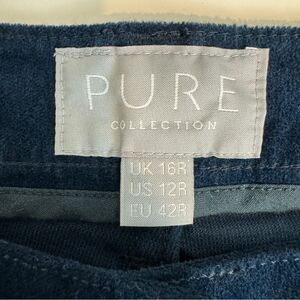 PURE
COLLECTION
UK 16R
US 12R
EU 42R